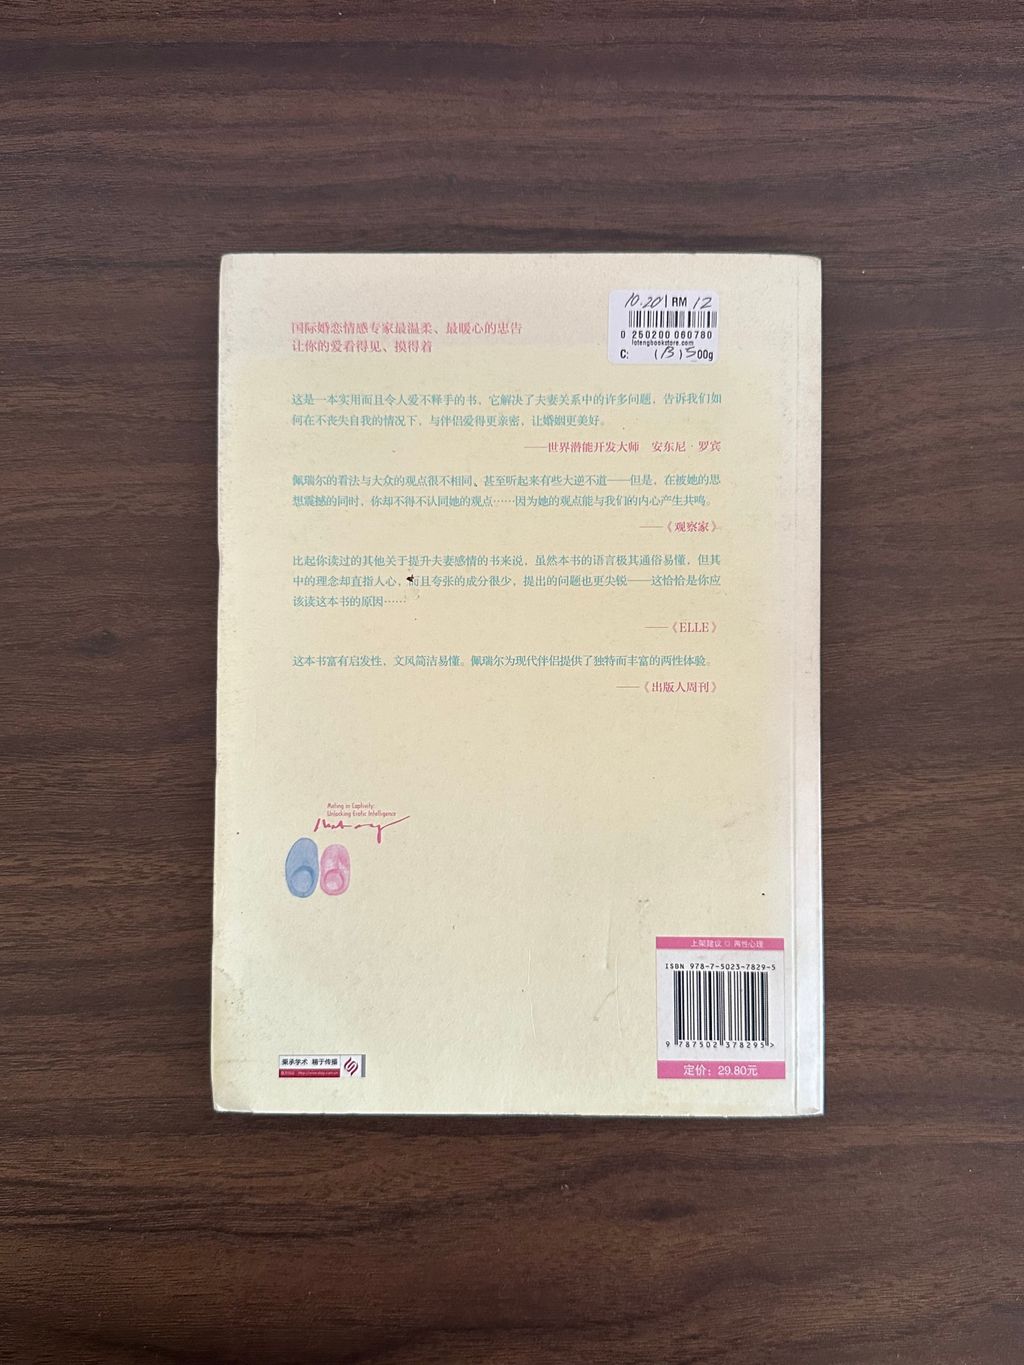 10.20 | RM 12
0 250200 060780
lotengbookstore.com
C: (B) 500g
国际婚恋情感专家最温柔、最暖心的忠告
让你的爱看得见、摸得着
这是一本实用而且令人爱不释手的书，它解决了夫妻关系中的许多问题，告诉我们如
何在不丧失自我的情况下，与伴侣爱得更亲密，让婚姻更美好。
——世界潜能开发大师 安东尼·罗宾
佩瑞尔的看法与大众的观点很不相同、甚至听起来有些大逆不道——但是，在被她的思
想震撼的同时，你却不得不认同她的观点……因为她的观点能与我们的内心产生共鸣。
——《观察家》
比起你读过的其他关于提升夫妻感情的书来说，虽然本书的语言极其通俗易懂，但其
中的理念却直指人心，而且夸张的成分很少，提出的问题也更尖锐——这恰恰是你应
该读这本书的原因……
——《ELLE》
这本书富有启发性，文风简洁易懂。佩瑞尔为现代伴侣提供了独特而丰富的两性体验。
——《出版人周刊》
Mating in Captivity:
Unlocking Erotic Intelligence
上架建议 ◎ 两性心理
ISBN 978-7-5023-7829-5
9 787502 378295 >
定价：29.80元
秉承学术 精于传播